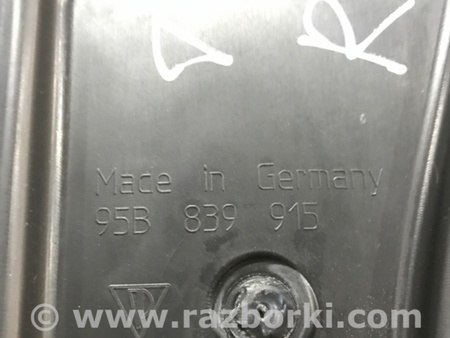 R
Made in Germany
95B 839 915
© www.razborki.com